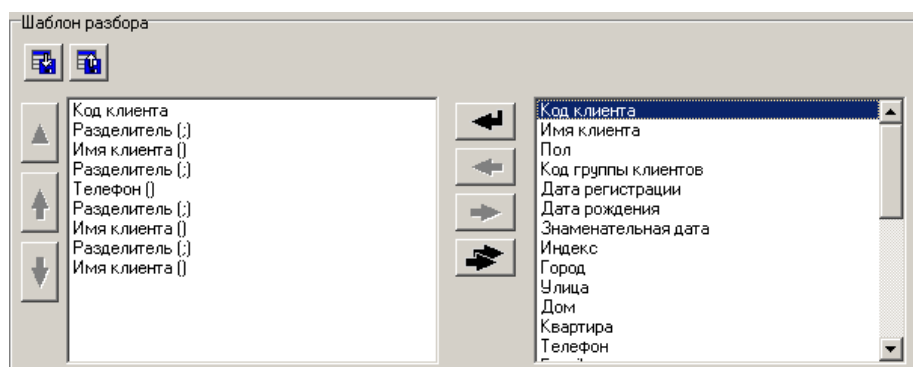 Шаблон разбора
Код клиента
Разделитель (;)
Имя клиента ()
Разделитель (;)
Телефон ()
Разделитель (;)
Имя клиента ()
Разделитель (;)
Имя клиента ()
Код клиента
Имя клиента
Пол
Код группы клиентов
Дата регистрации
Дата рождения
Знаменательная дата
Индекс
Город
Улица
Дом
Квартира
Телефон